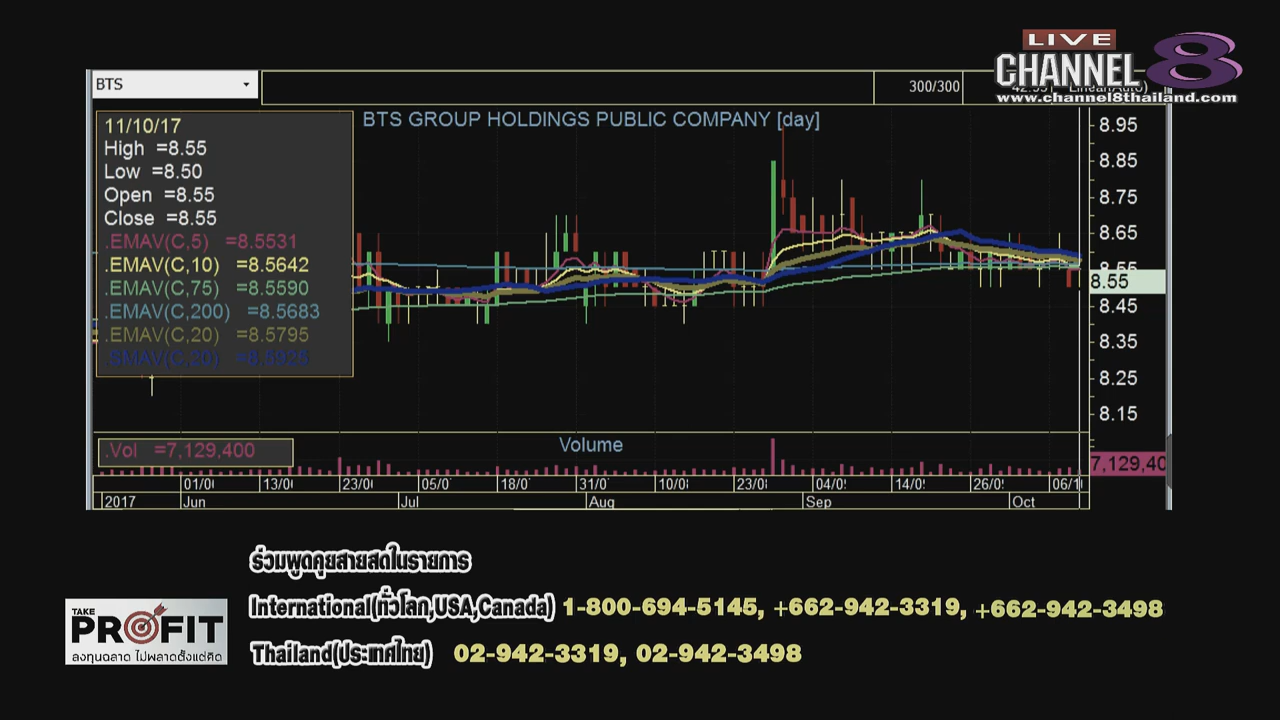 LIVE
CHANNEL 8
www.channel8thailand.com
BTS
300/300
BTS GROUP HOLDINGS PUBLIC COMPANY [day]
11/10/17
High =8.55
Low =8.50
Open =8.55
Close =8.55
.EMAV(C,5) =8.5531
.EMAV(C,10) =8.5642
.EMAV(C,75) =8.5590
.EMAV(C,200) =8.5683
.EMAV(C,20) =8.5795
8.95
8.85
8.75
8.65
8.55
8.55
8.45
8.35
8.25
8.15
.Vol =7,129,400
Volume
7,129,40
01/0 13/0 23/0 05/0 18/0 31/0 10/0 23/0 04/0 14/0 26/0 06/1
2017 Jun Jul Aug Sep Oct
ร่วมพูดคุยสายสดในรายการ
International(ทั่วโลก,USA,Canada) 1-800-694-5145, +662-942-3319, +662-942-3498
Thailand(ประเทศไทย) 02-942-3319, 02-942-3498
TAKE
PROFIT
ลงทุนฉลาด ไม่พลาดตั้งแต่คิด